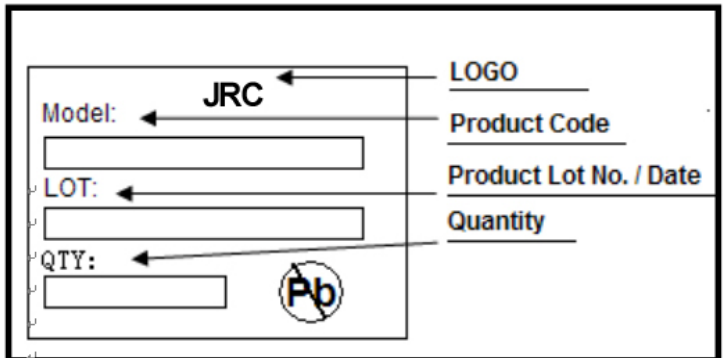 JRC
LOGO
Model:
Product Code
LOT:
Product Lot No. / Date
QTY:
Quantity
Pb